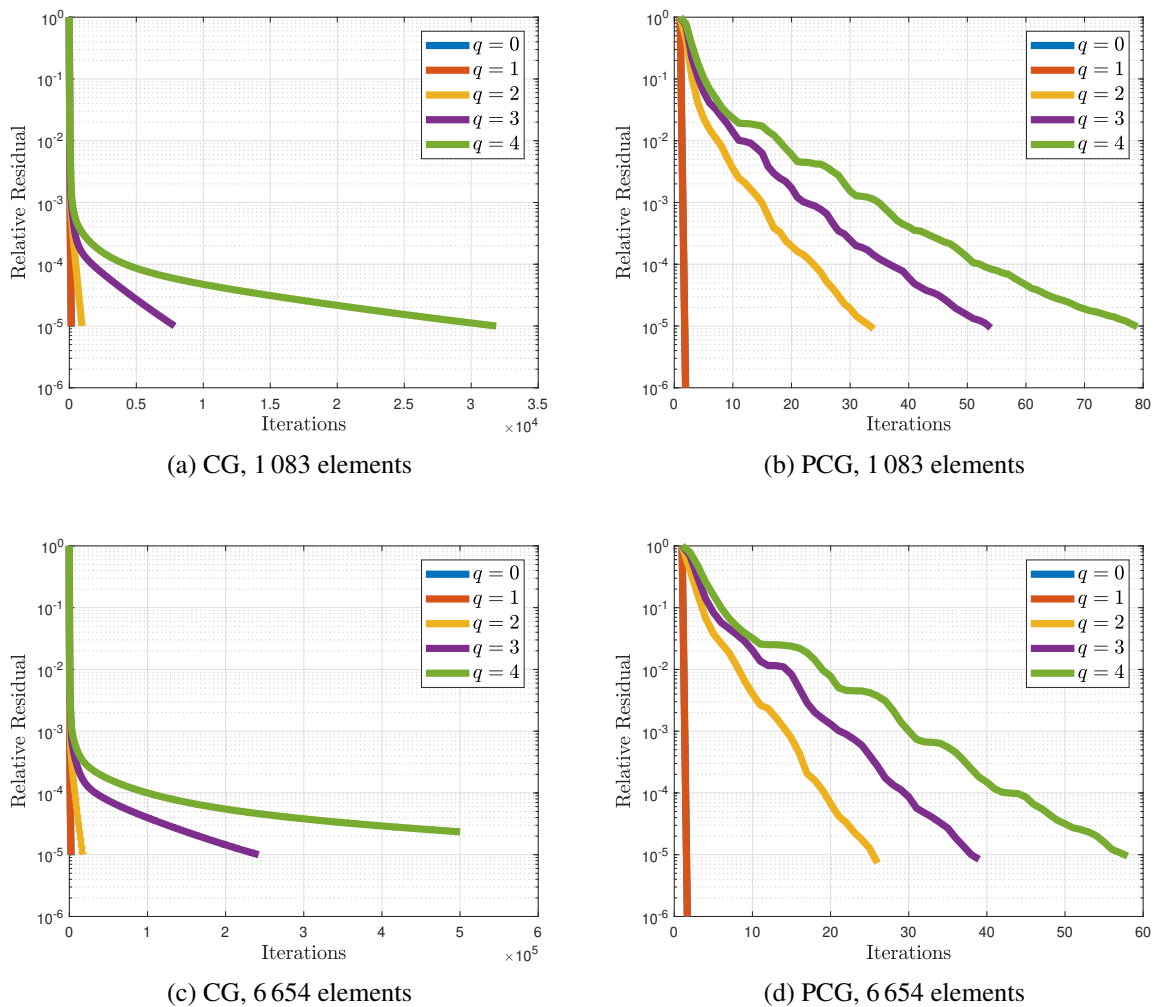 10^0
10^-1
10^-2
10^-3
10^-4
10^-5
10^-6
Relative Residual
q = 0
q = 1
q = 2
q = 3
q = 4
0 0.5 1 1.5 2 2.5 3 3.5
Iterations
×10^4
(a) CG, 1 083 elements
10^0
10^-1
10^-2
10^-3
10^-4
10^-5
10^-6
Relative Residual
q = 0
q = 1
q = 2
q = 3
q = 4
0 10 20 30 40 50 60 70 80
Iterations
(b) PCG, 1 083 elements
10^0
10^-1
10^-2
10^-3
10^-4
10^-5
10^-6
Relative Residual
q = 0
q = 1
q = 2
q = 3
q = 4
0 1 2 3 4 5 6
Iterations
×10^5
(c) CG, 6 654 elements
10^0
10^-1
10^-2
10^-3
10^-4
10^-5
10^-6
Relative Residual
q = 0
q = 1
q = 2
q = 3
q = 4
0 10 20 30 40 50 60
Iterations
(d) PCG, 6 654 elements